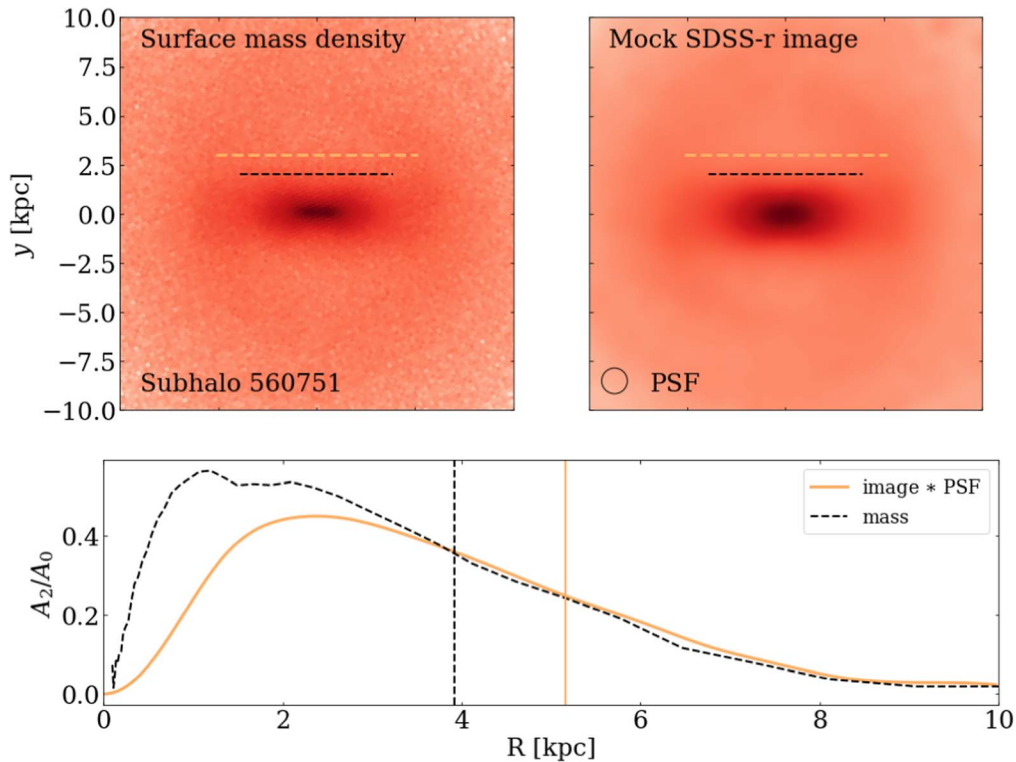 Surface mass density
Mock SDSS-r image
10.0
7.5
5.0
2.5
0.0
−2.5
−5.0
−7.5
−10.0
y [kpc]
Subhalo 560751
PSF
image ∗ PSF
mass
A₂/A₀
0.4
0.2
0.0
0 2 4 6 8 10
R [kpc]